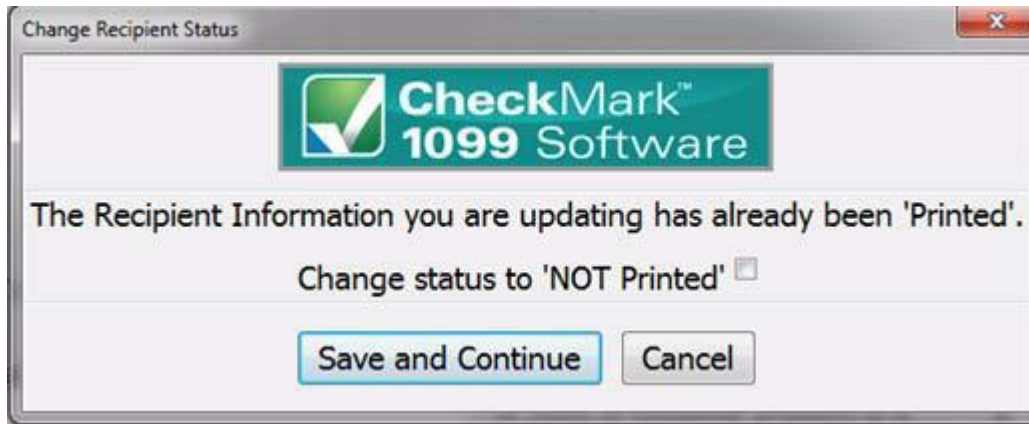 Change Recipient Status
x
CheckMark™
1099 Software
The Recipient Information you are updating has already been 'Printed'.
Change status to 'NOT Printed'
Save and Continue
Cancel